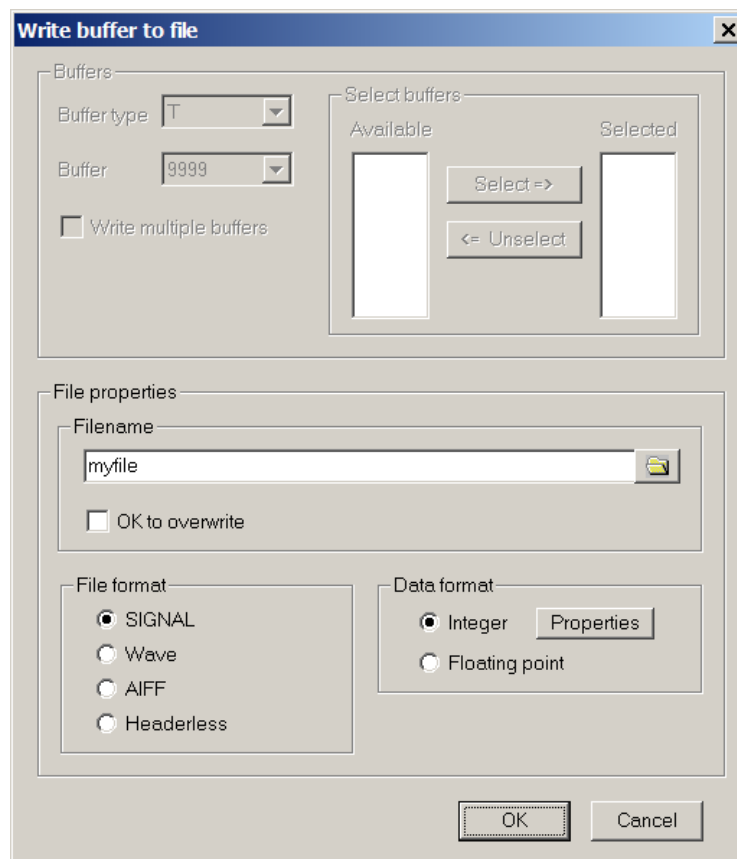 Write buffer to file
Buffers
Buffer type T
Buffer 9999
Write multiple buffers
Select buffers
Available Selected
Select =>
<= Unselect
File properties
Filename
myfile
OK to overwrite
File format
SIGNAL
Wave
AIFF
Headerless
Data format
Integer Properties
Floating point
OK Cancel